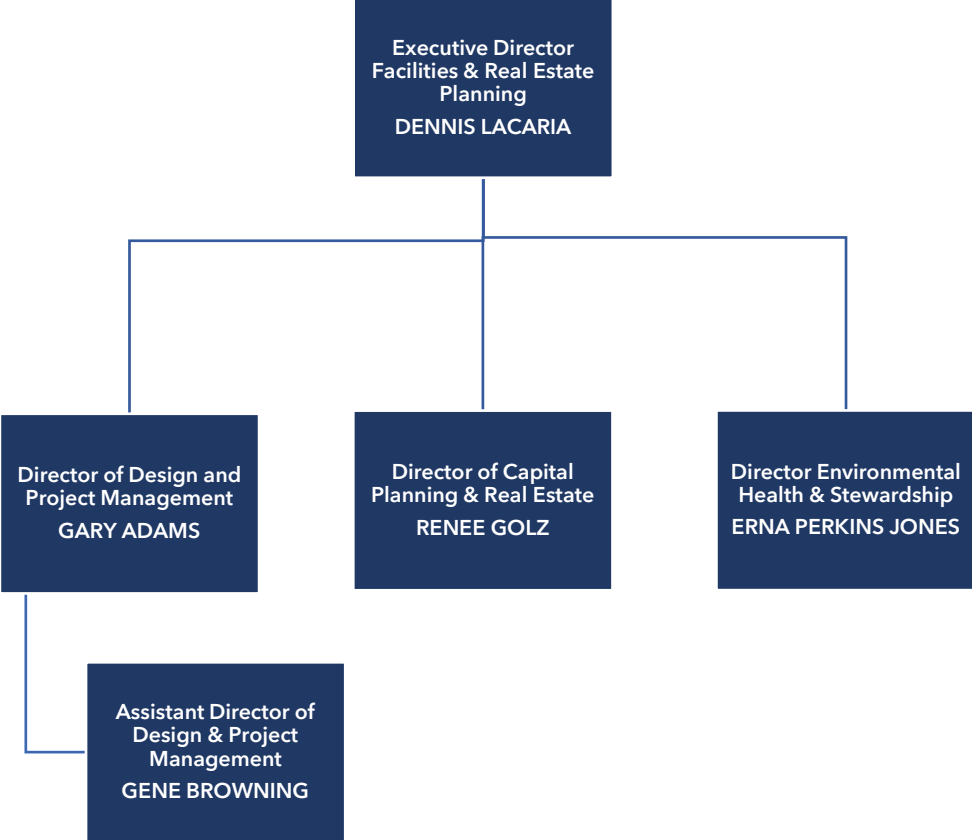 Executive Director
Facilities & Real Estate
Planning
DENNIS LACARIA
Director of Design and
Project Management
GARY ADAMS
Director of Capital
Planning & Real Estate
RENEE GOLZ
Director Environmental
Health & Stewardship
ERNA PERKINS JONES
Assistant Director of
Design & Project
Management
GENE BROWNING